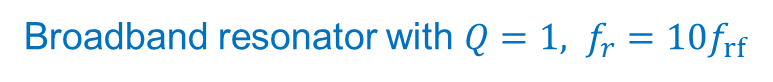 Broadband resonator with Q = 1, f_r = 10f_rf